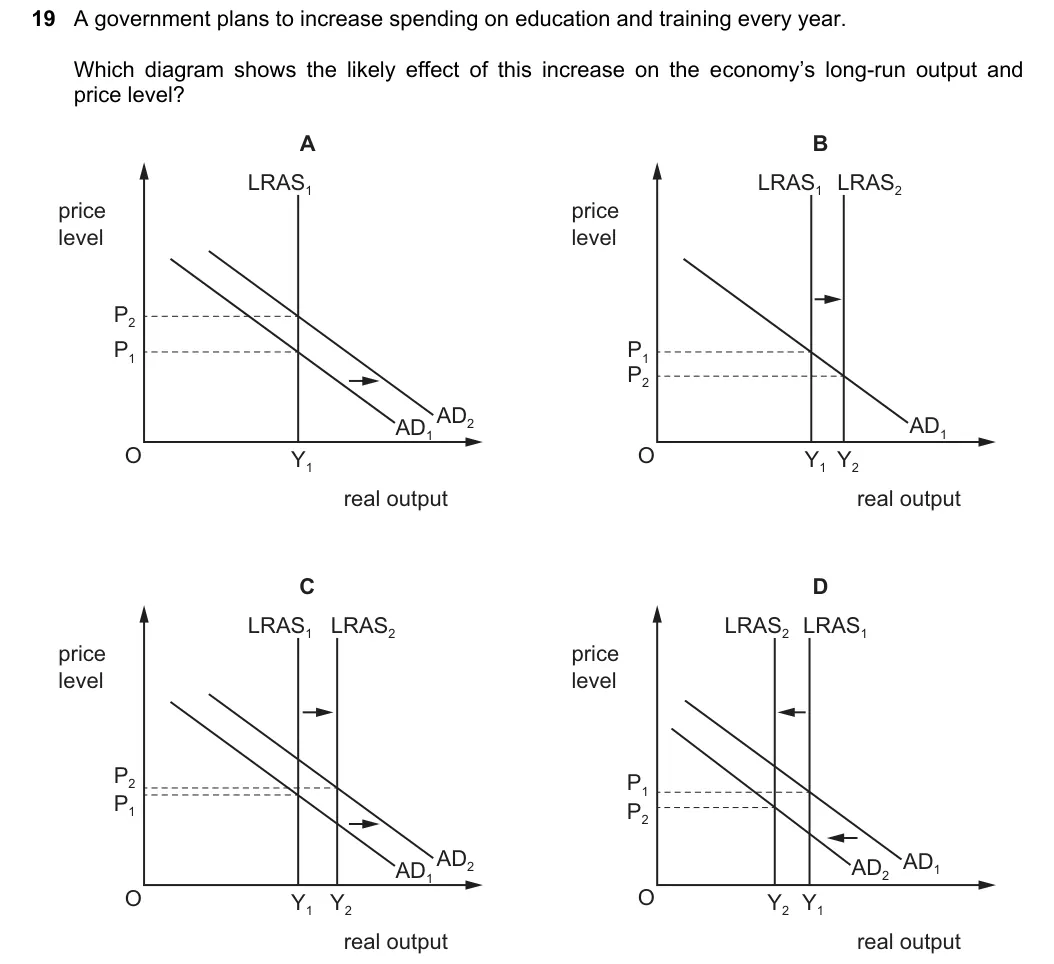 19 A government plans to increase spending on education and training every year.
Which diagram shows the likely effect of this increase on the economy's long-run output and
price level?
A
LRAS1
price
level
P2
P1
AD2
AD1
O
Y1
real output
B
LRAS1 LRAS2
price
level
P1
P2
AD1
O
Y1 Y2
real output
C
LRAS1 LRAS2
price
level
P2
P1
AD2
AD1
O
Y1 Y2
real output
D
LRAS2 LRAS1
price
level
P1
P2
AD2 AD1
O
Y2 Y1
real output